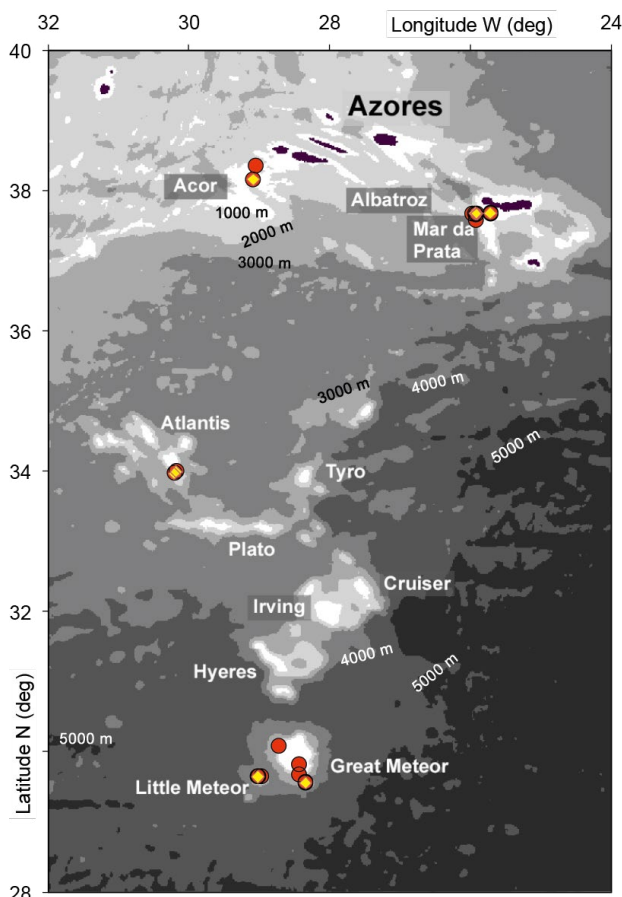 32 30 28 Longitude W (deg) 24
40
Azores
38
Acor
Albatroz
1000 m
2000 m
Mar da
Prata
3000 m
36
3000 m
4000 m
Atlantis
5000 m
34
Tyro
Plato
Cruiser
32
Irving
4000 m
Hyeres
5000 m
5000 m
Great Meteor
Little Meteor
Latitude N (deg)
28